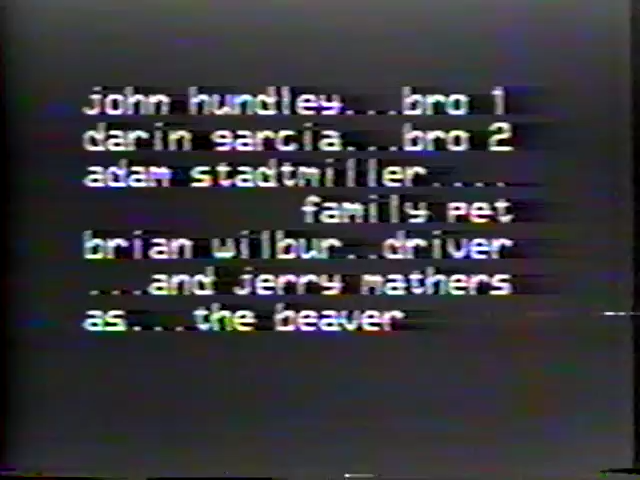 john hundley...bro 1
darin garcia...bro 2
adam stadtmiller....
family pet
brian wilbur..driver
...and jerry mathers
as...the beaver